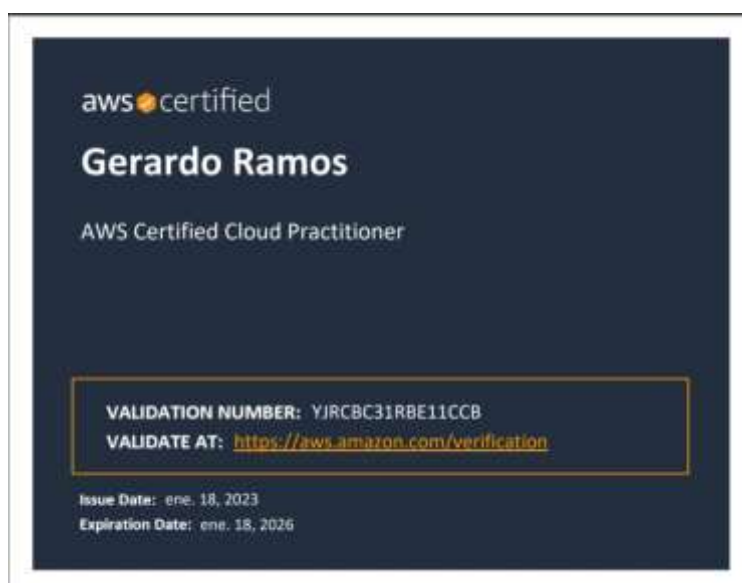 aws certified
Gerardo Ramos
AWS Certified Cloud Practitioner
VALIDATION NUMBER: YJRCBC31RBE11CCB
VALIDATE AT: https://aws.amazon.com/verification
Issue Date: ene. 18, 2023
Expiration Date: ene. 18, 2026